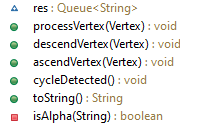 res : Queue<String>
processVertex(Vertex) : void
descendVertex(Vertex) : void
ascendVertex(Vertex) : void
cycleDetected() : void
toString() : String
isAlpha(String) : boolean